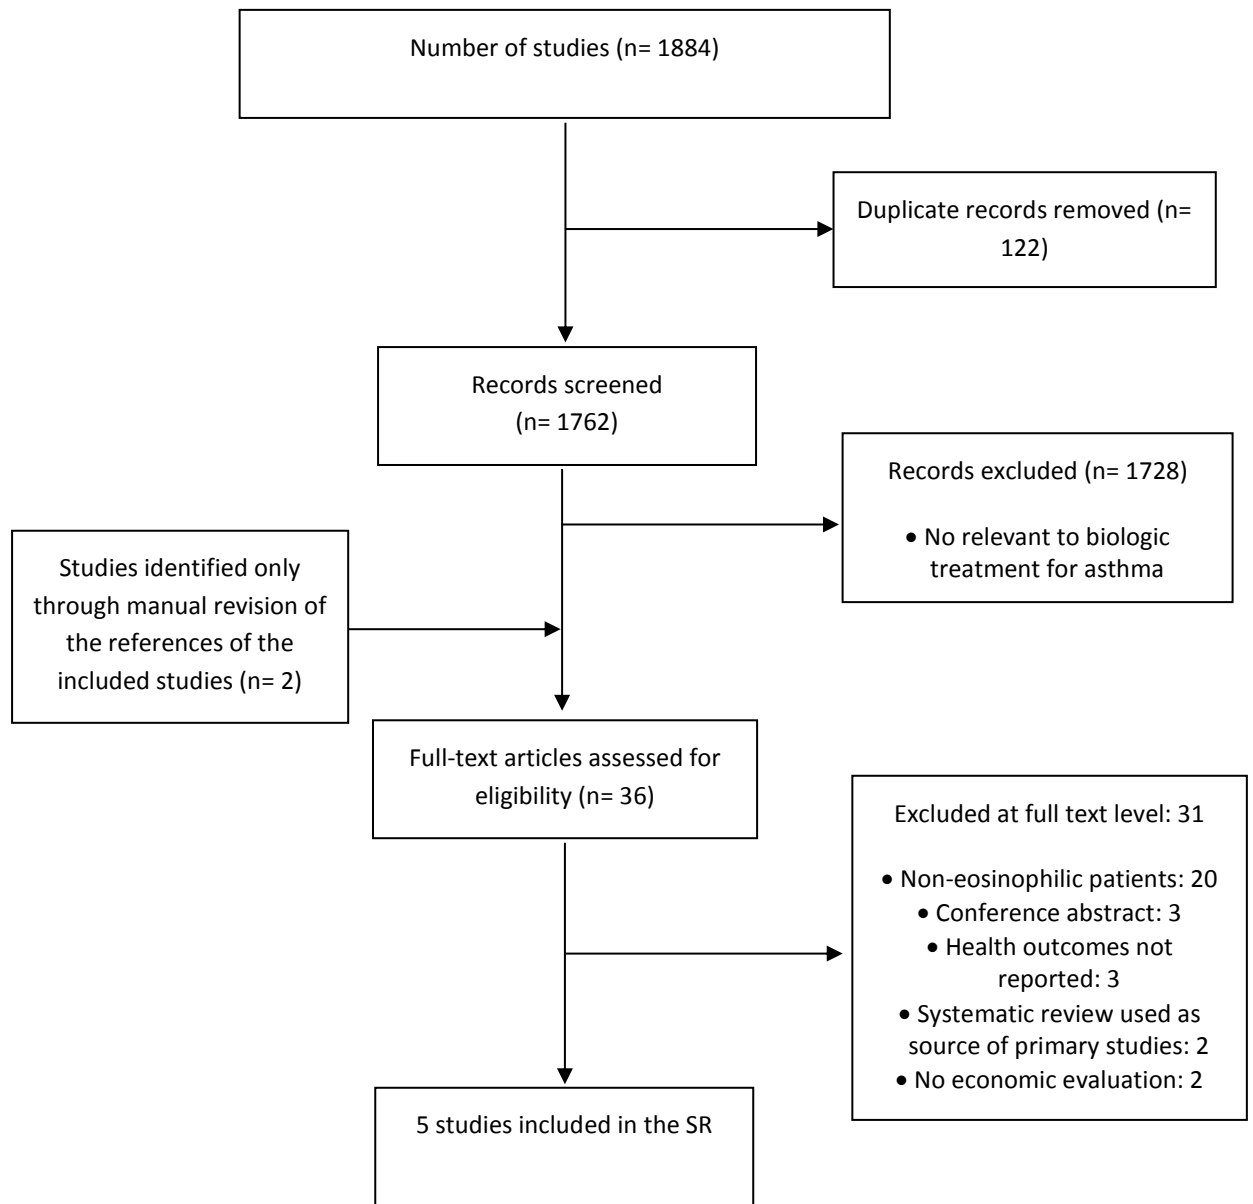 Number of studies (n= 1884)
Duplicate records removed (n=
122)
Records screened
(n= 1762)
Records excluded (n= 1728)
• No relevant to biologic
treatment for asthma
Studies identified only
through manual revision of
the references of the
included studies (n= 2)
Full-text articles assessed for
eligibility (n= 36)
Excluded at full text level: 31
• Non-eosinophilic patients: 20
• Conference abstract: 3
• Health outcomes not
reported: 3
• Systematic review used as
source of primary studies: 2
• No economic evaluation: 2
5 studies included in the SR